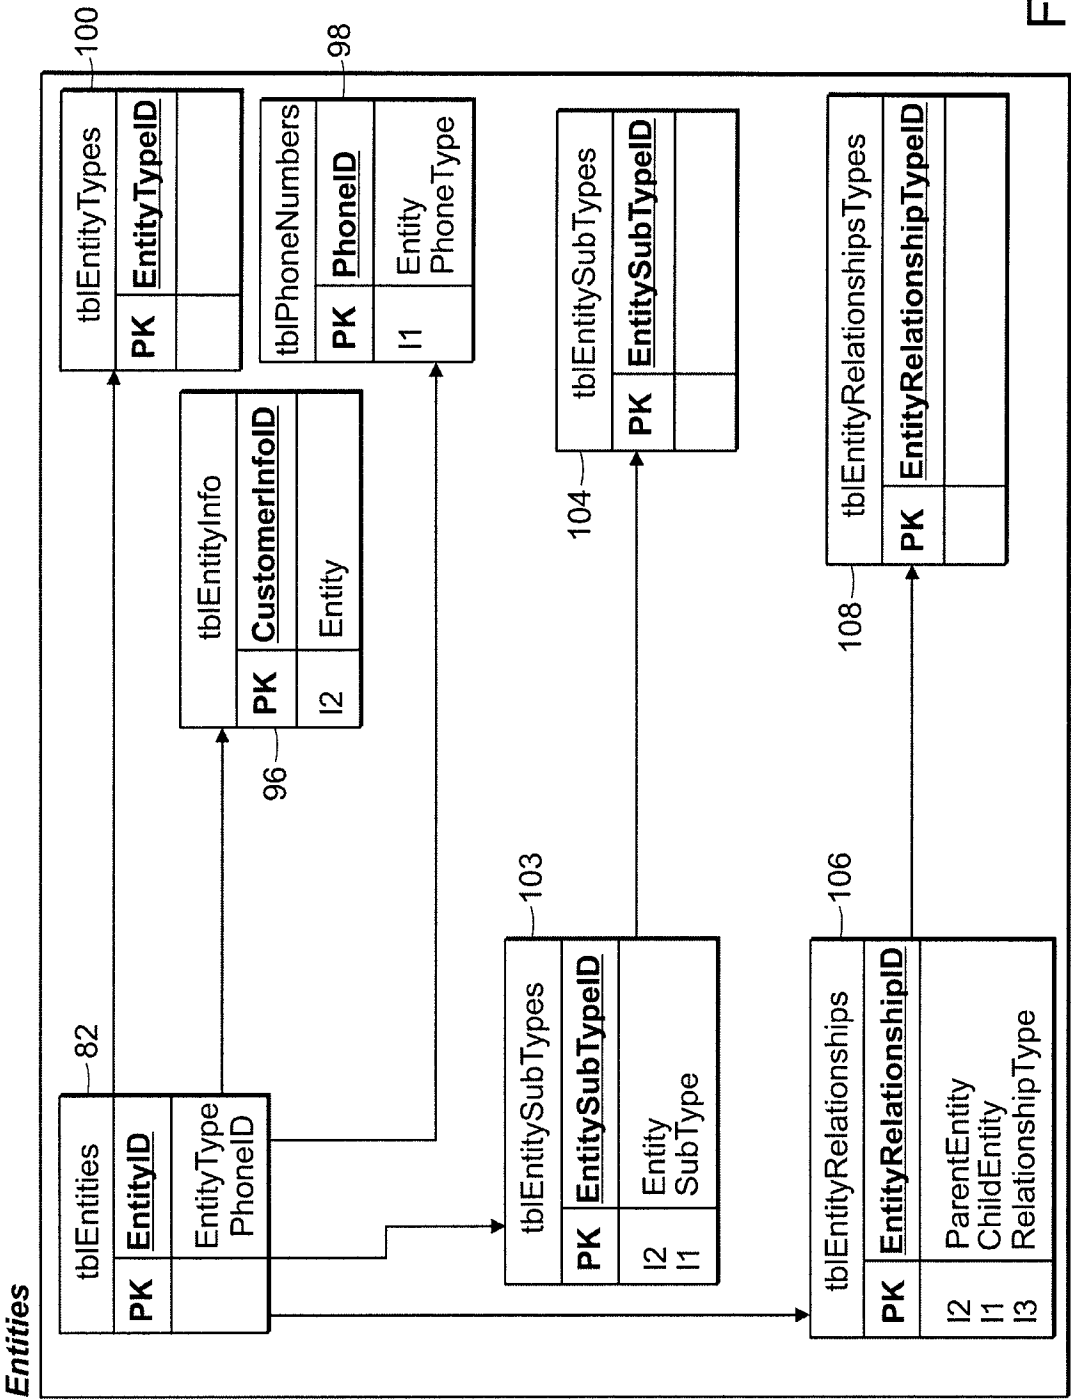 Entities
tblEntities
PK EntityID
EntityType
PhoneID
82
tblEntityTypes
PK EntityTypeID
100
tblEntityInfo
PK CustomerInfoID
I2 Entity
96
tblPhoneNumbers
PK PhoneID
I1 Entity
PhoneType
98
tblEntitySubTypes
PK EntitySubTypeID
I2 Entity
I1 SubType
103
tblEntitySubTypes
PK EntitySubTypeID
104
tblEntityRelationships
PK EntityRelationshipID
I2 ParentEntity
I1 ChildEntity
I3 RelationshipType
106
tblEntityRelationshipsTypes
PK EntityRelationshipTypeID
108